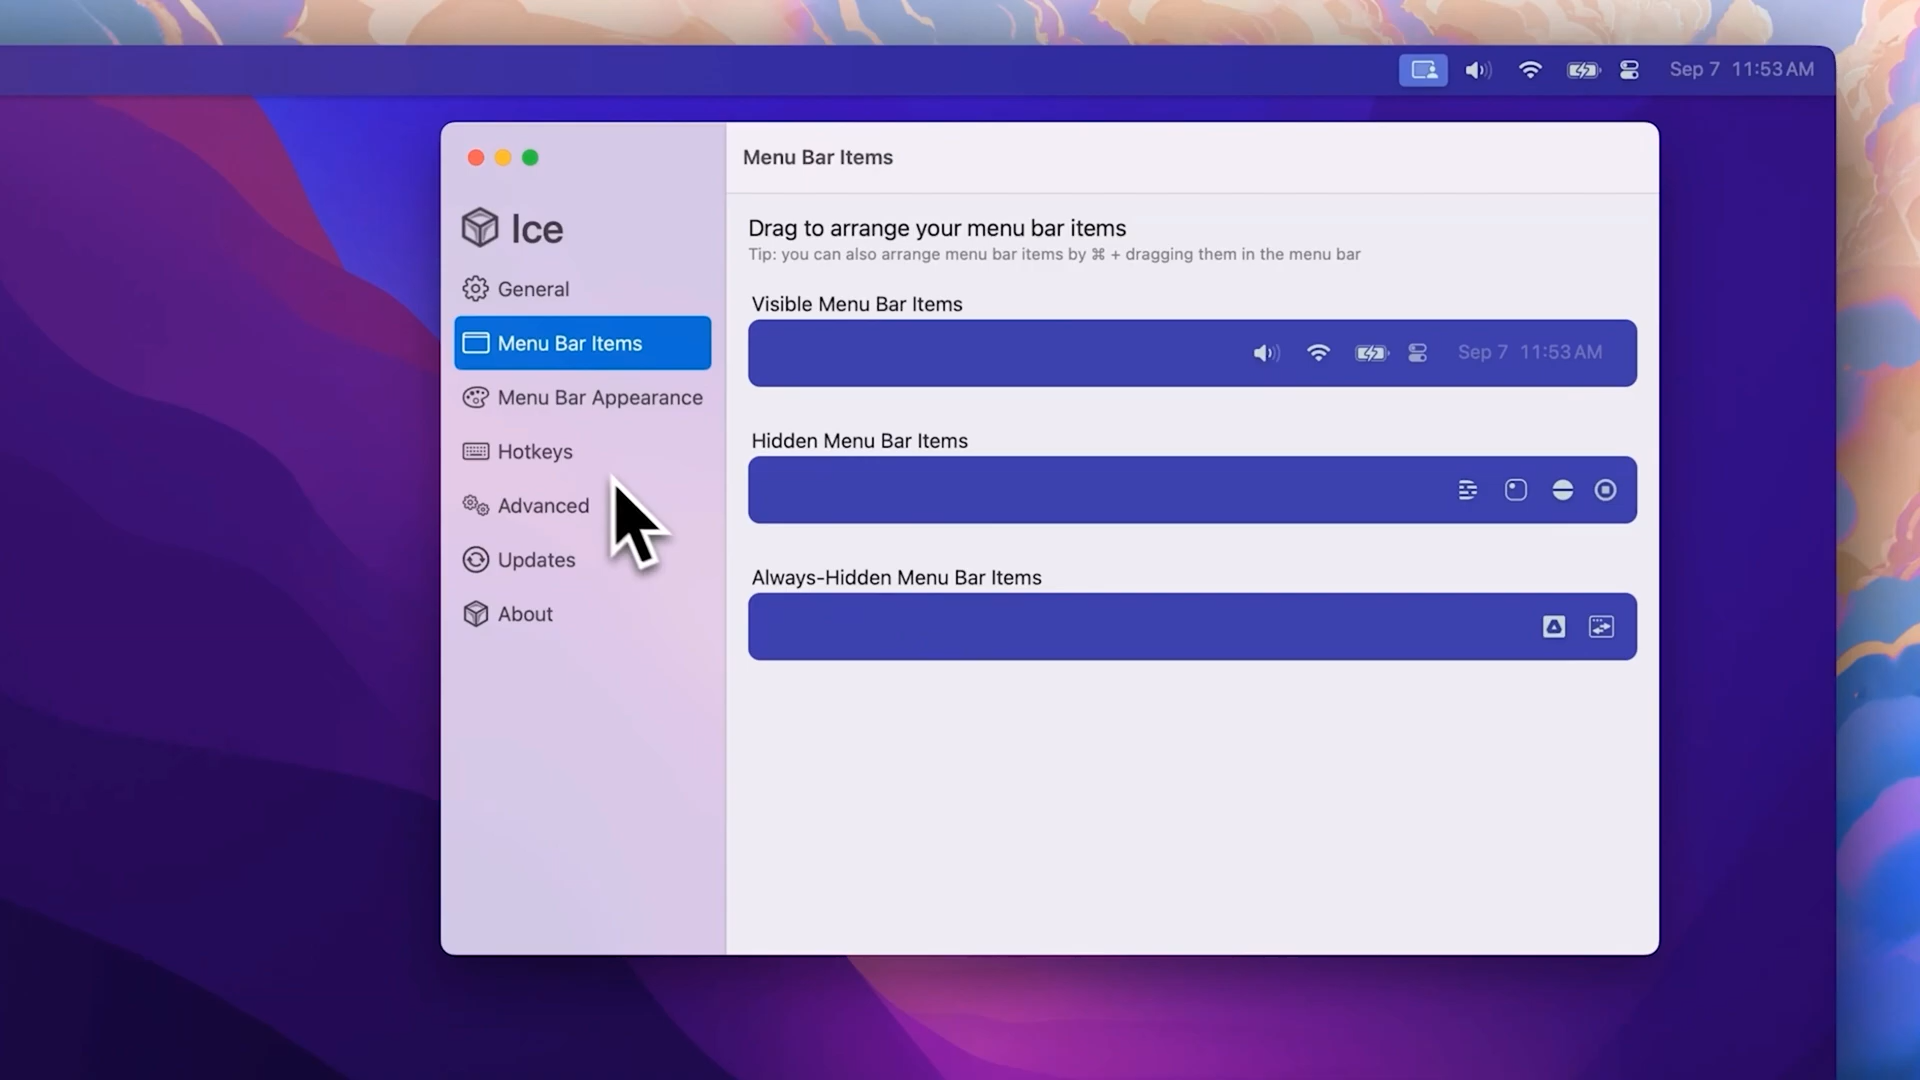 Sep 7 11:53 AM
Menu Bar Items
Ice
General
Menu Bar Items
Menu Bar Appearance
Hotkeys
Advanced
Updates
About
Drag to arrange your menu bar items
Tip: you can also arrange menu bar items by ⌘ + dragging them in the menu bar
Visible Menu Bar Items
Sep 7 11:53 AM
Hidden Menu Bar Items
Always-Hidden Menu Bar Items